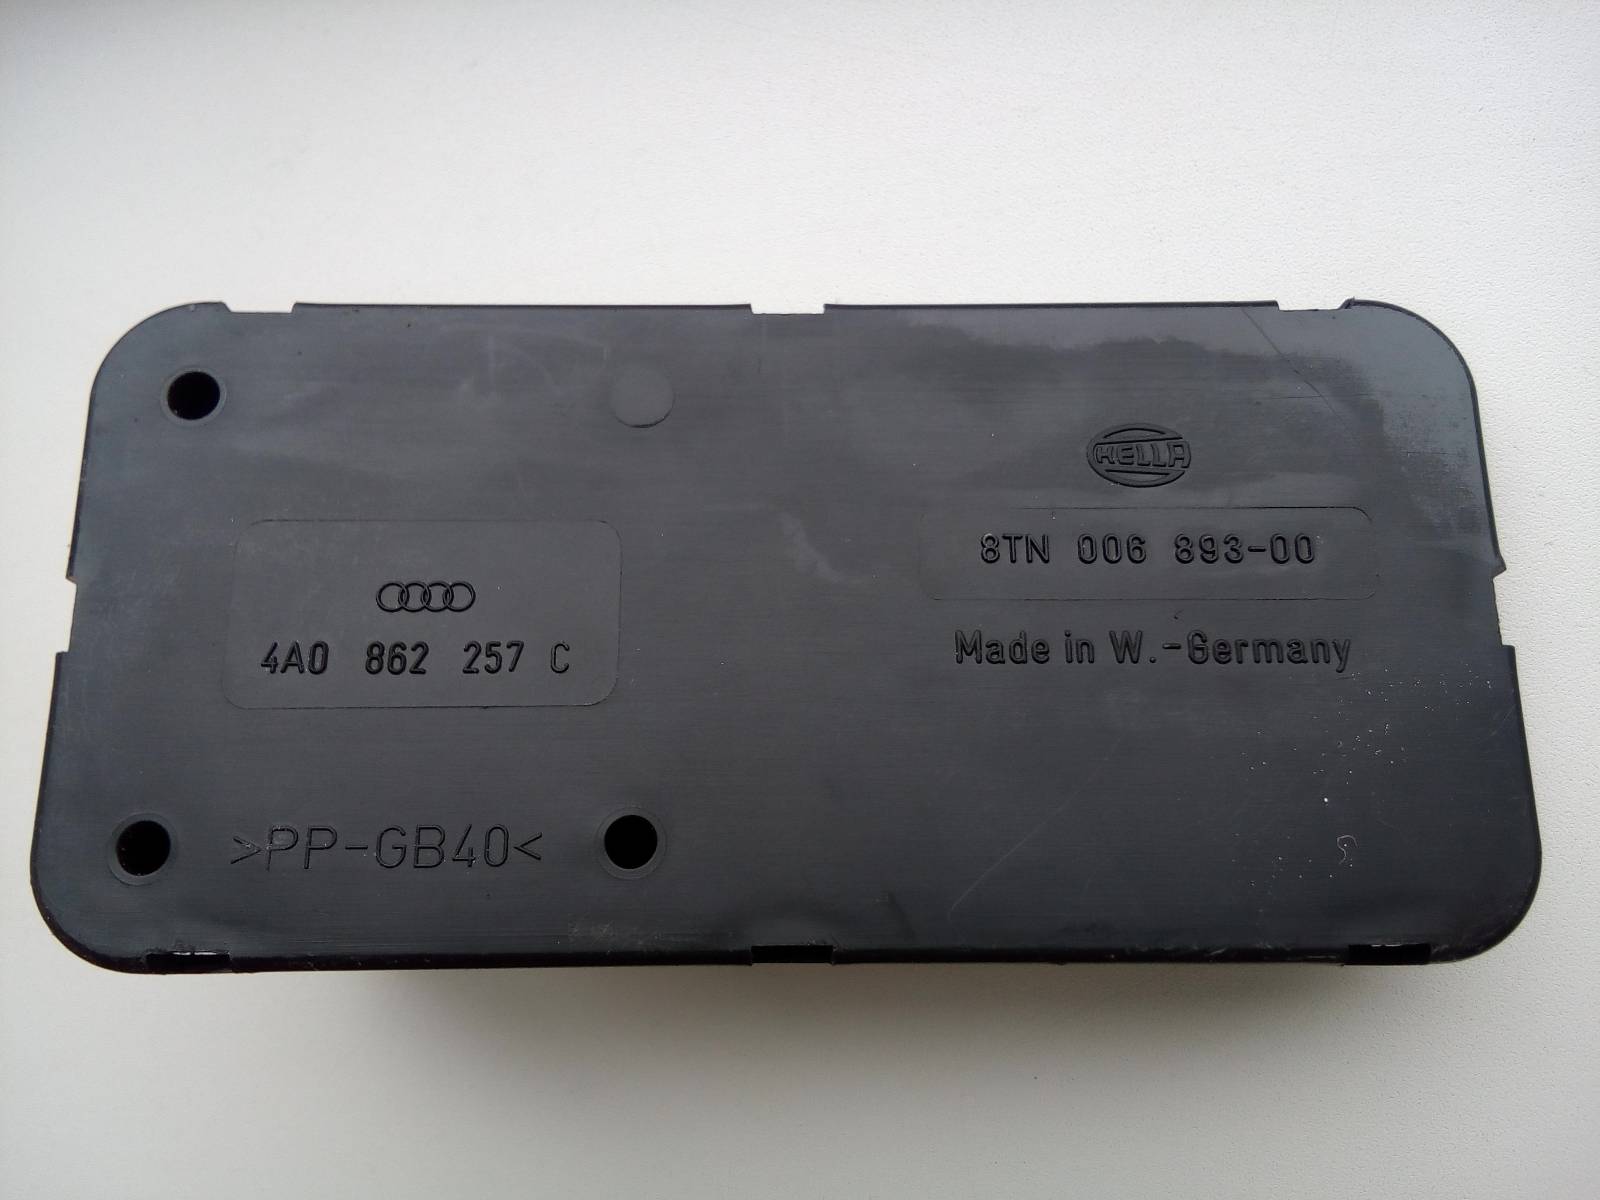 HELLA
8TN 006 893-00
Made in W.-Germany
4A0 862 257 C
>PP-GB40<